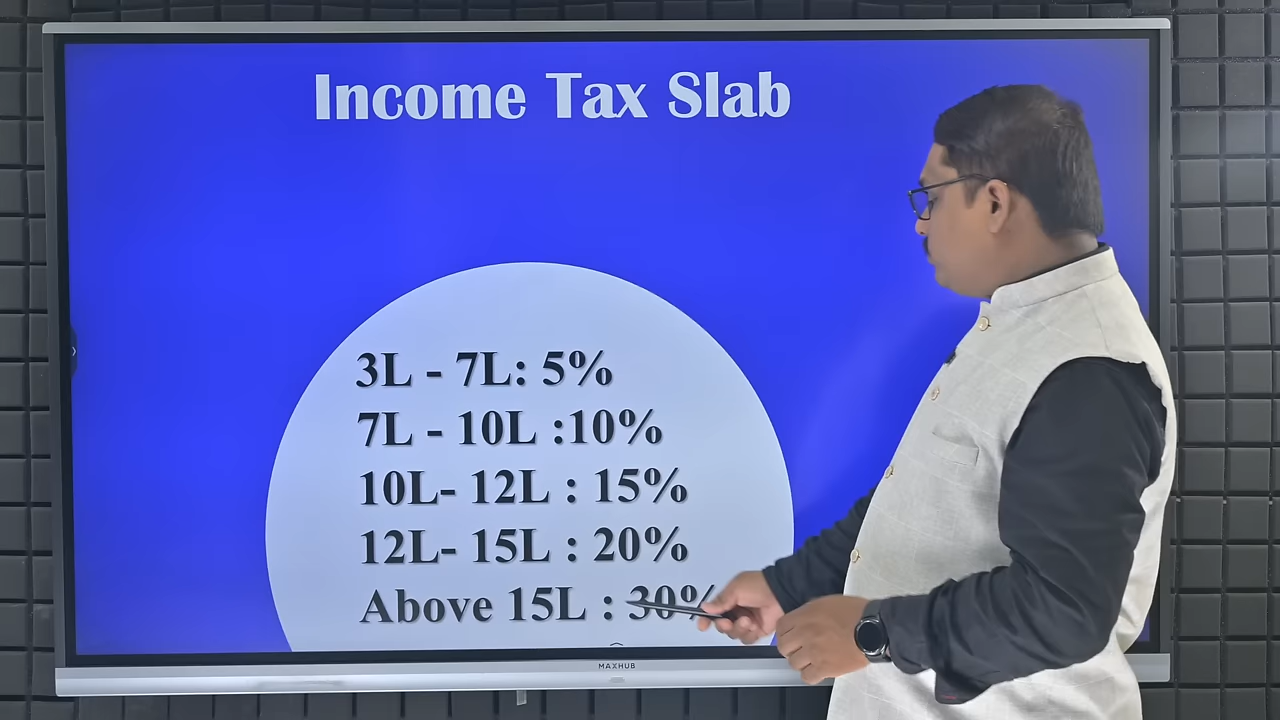 Income Tax Slab
3L - 7L: 5%
7L - 10L :10%
10L- 12L : 15%
12L- 15L : 20%
Above 15L : 30%
MAXHUB